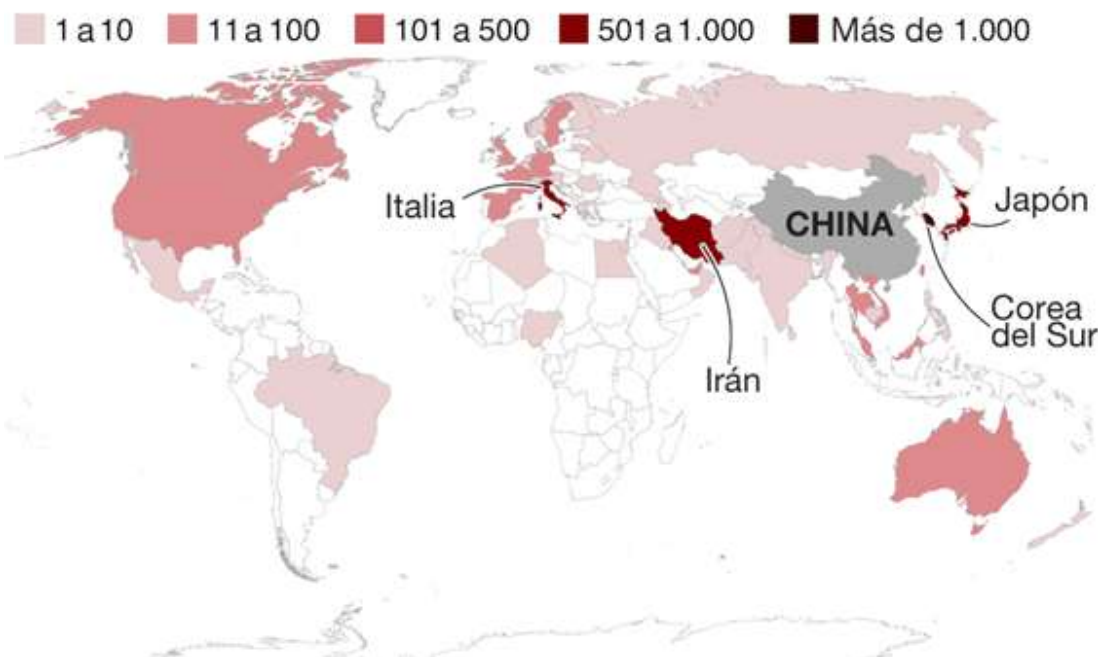 1 a 10 11 a 100 101 a 500 501 a 1.000 Más de 1.000
Italia
CHINA
Japón
Corea
del Sur
Irán